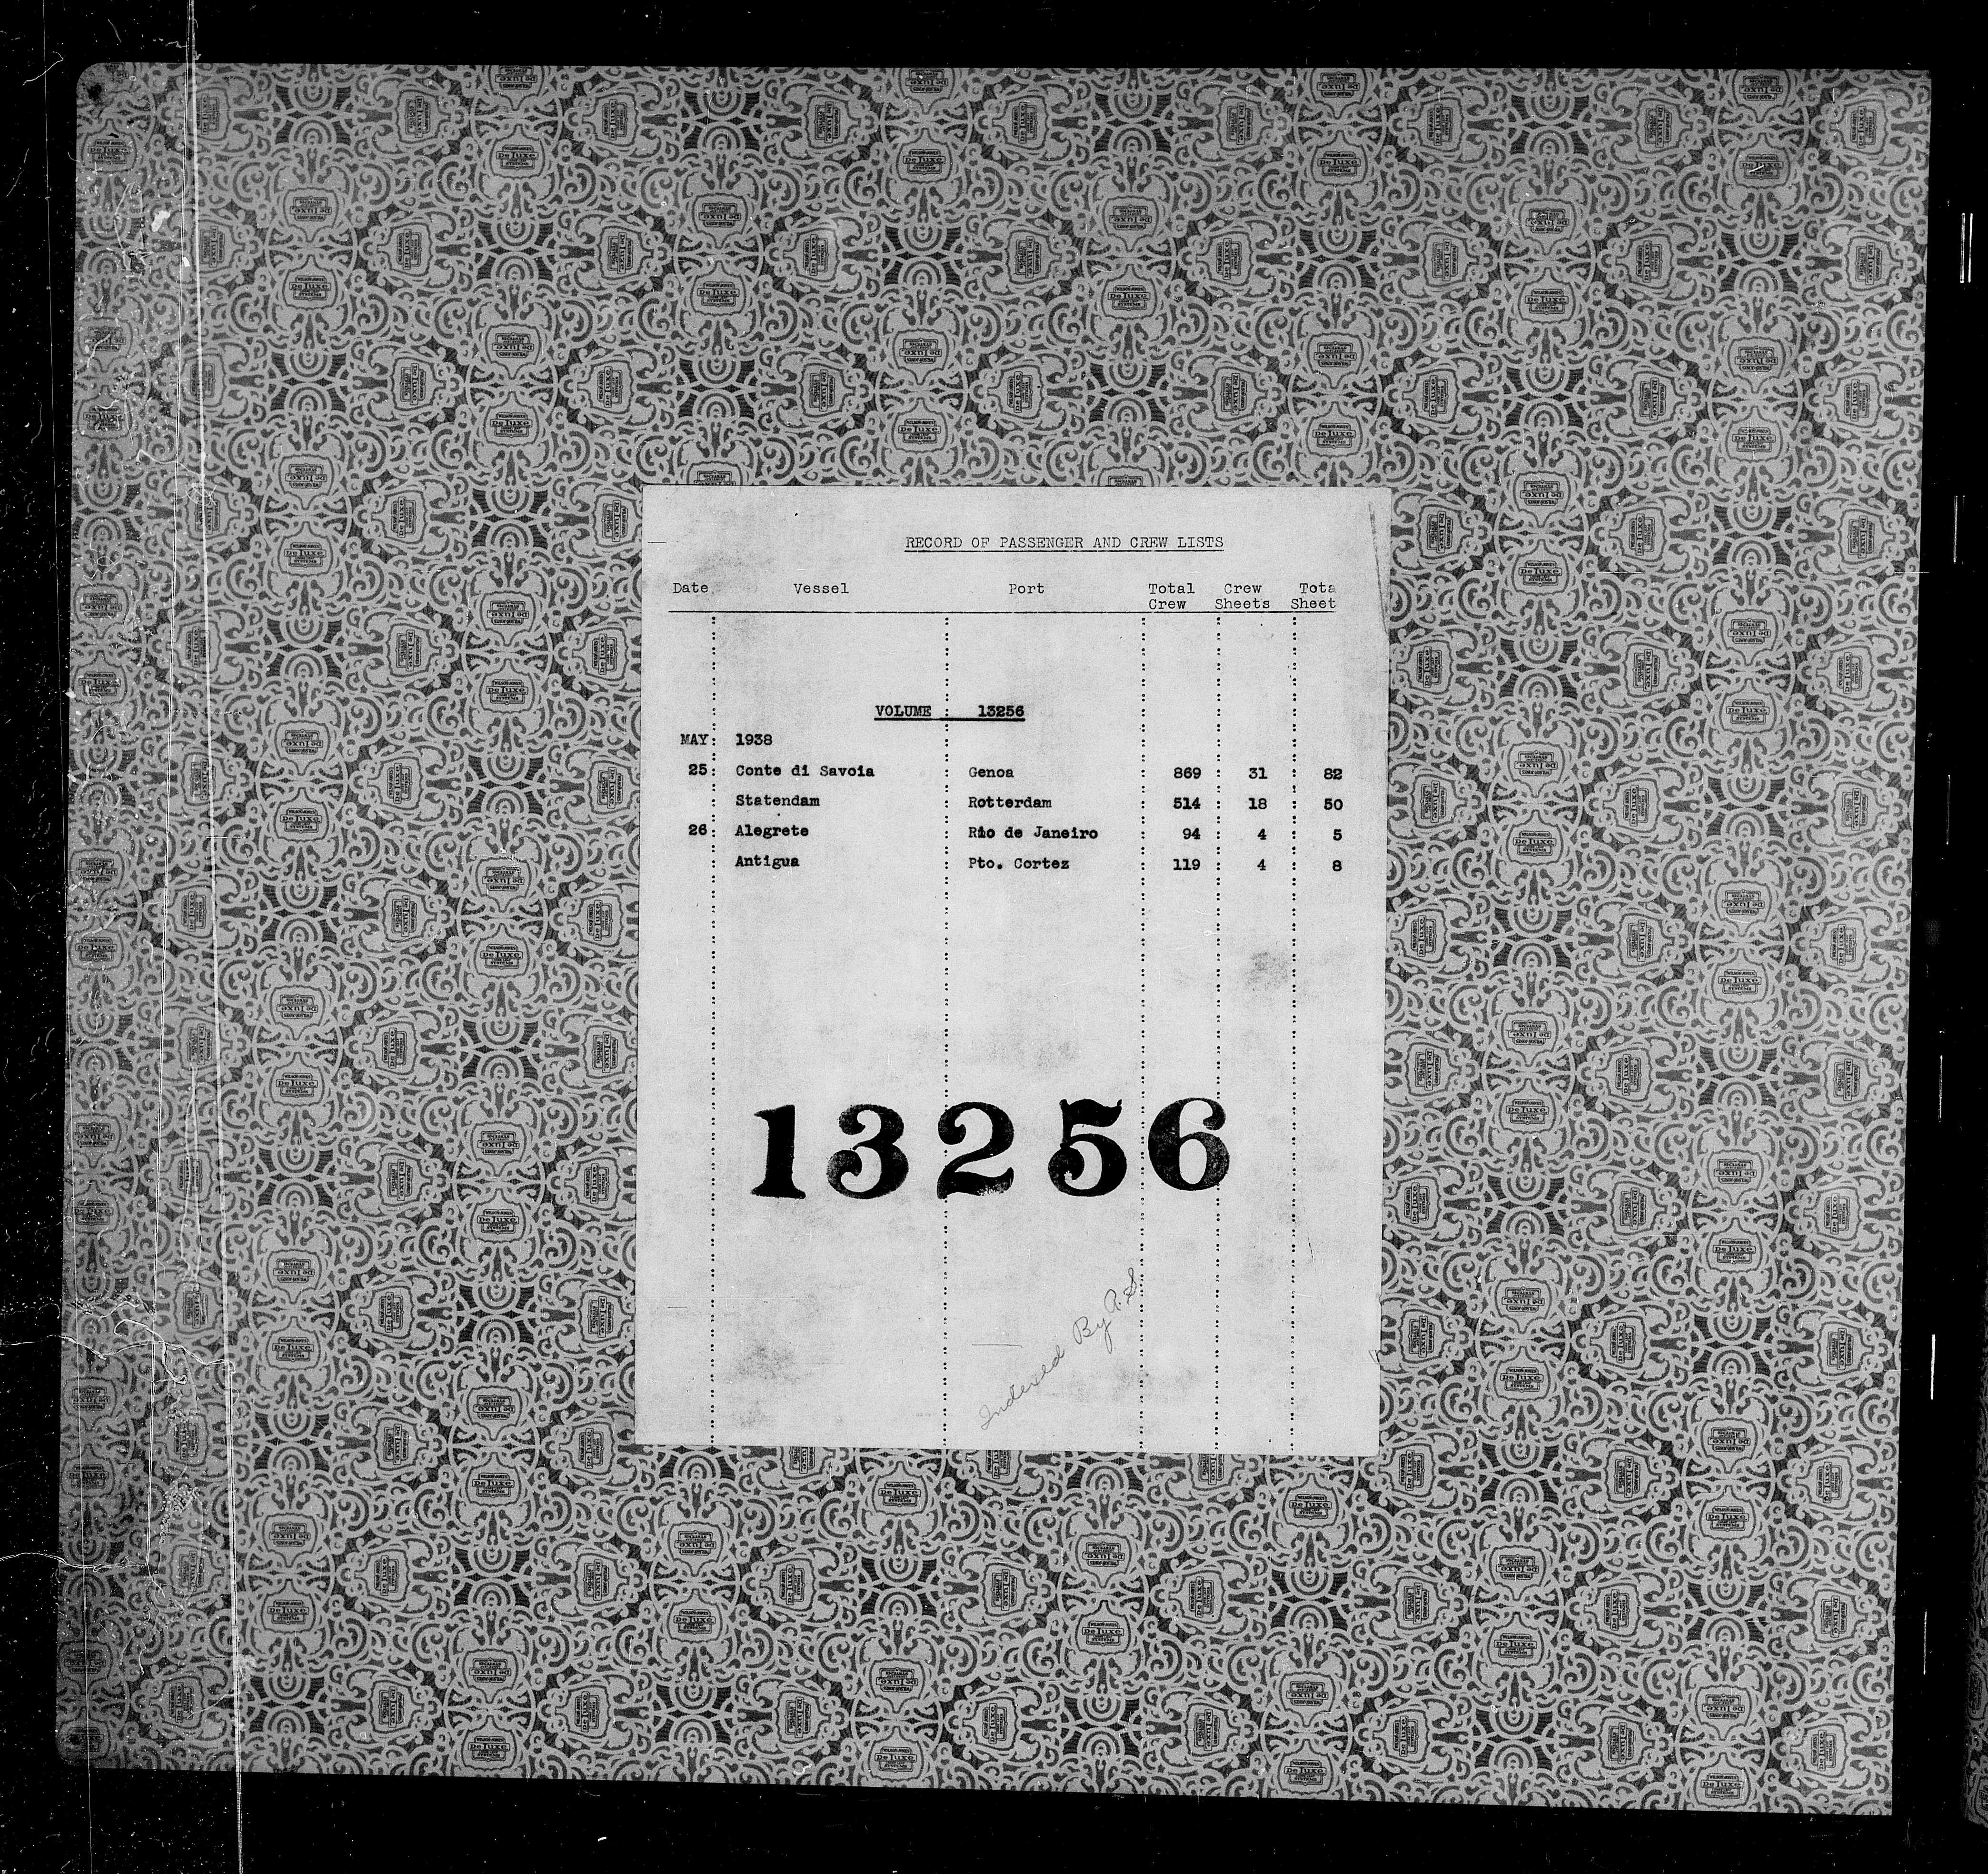 RECORD OF PASSENGER AND CREW LISTS
Date Vessel Port Total Crew Tota
Crew Sheets Sheet
VOLUME : 13256
MAY: 1938
25: Conte di Savoia : Genoa : 869 : 31 : 82
: Statendam : Rotterdam : 514 : 18 : 50
26: Alegrete : Rio de Janeiro : 94 : 4 : 5
: Antigua : Pto. Cortez : 119 : 4 : 8
13256
Indexed By A.S.